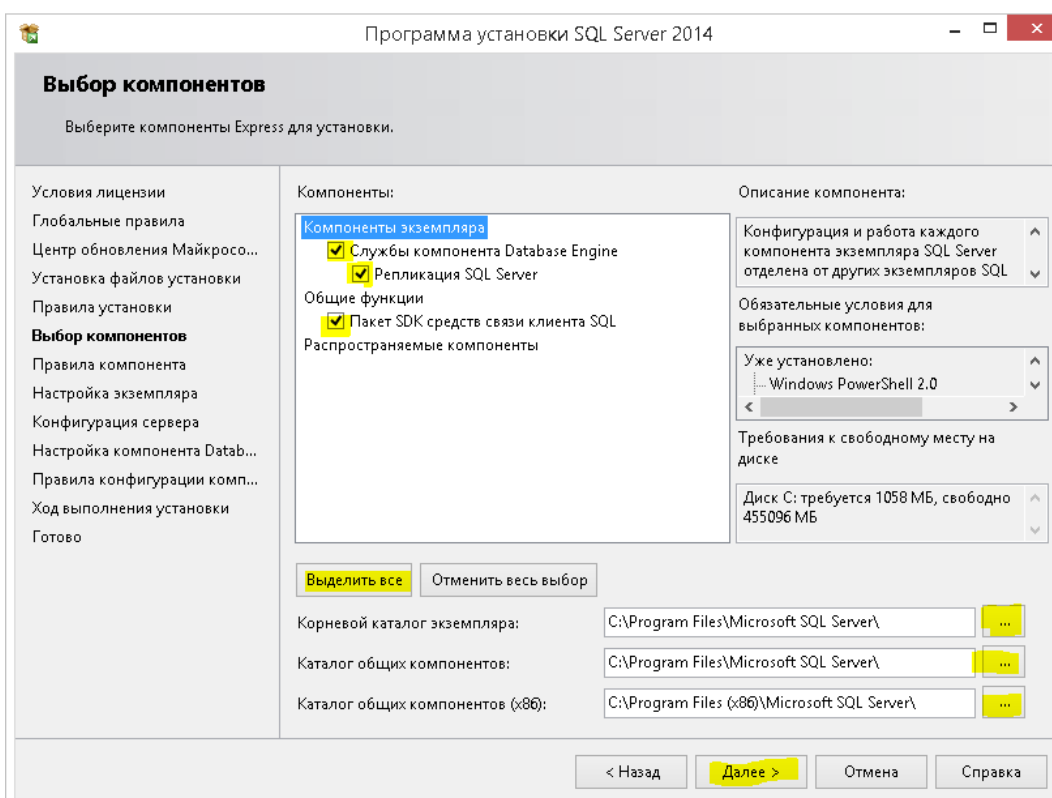 Программа установки SQL Server 2014
Выбор компонентов
Выберите компоненты Express для установки.
Условия лицензии
Глобальные правила
Центр обновления Майкросо...
Установка файлов установки
Правила установки
Выбор компонентов
Правила компонента
Настройка экземпляра
Конфигурация сервера
Настройка компонента Datab...
Правила конфигурации комп...
Ход выполнения установки
Готово
Компоненты:
Компоненты экземпляра
Службы компонента Database Engine
Репликация SQL Server
Общие функции
Пакет SDK средств связи клиента SQL
Распространяемые компоненты
Описание компонента:
Конфигурация и работа каждого
компонента экземпляра SQL Server
отделена от других экземпляров SQL
Обязательные условия для
выбранных компонентов:
Уже установлено:
Windows PowerShell 2.0
Требования к свободному месту на
диске
Диск C: требуется 1058 МБ, свободно
455096 МБ
Выделить все
Отменить весь выбор
Корневой каталог экземпляра:
C:\Program Files\Microsoft SQL Server\
...
Каталог общих компонентов:
C:\Program Files\Microsoft SQL Server\
...
Каталог общих компонентов (x86):
C:\Program Files (x86)\Microsoft SQL Server\
...
< Назад
Далее >
Отмена
Справка